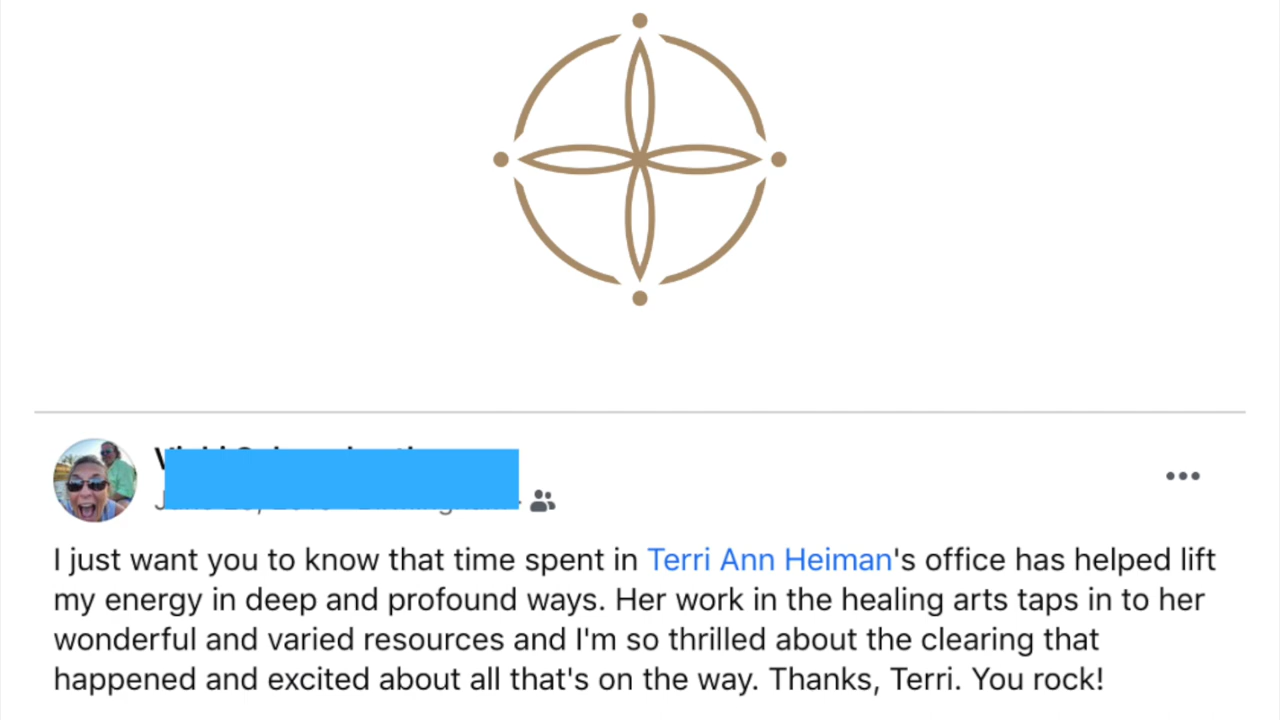 I just want you to know that time spent in Terri Ann Heiman's office has helped lift
my energy in deep and profound ways. Her work in the healing arts taps in to her
wonderful and varied resources and I'm so thrilled about the clearing that
happened and excited about all that's on the way. Thanks, Terri. You rock!